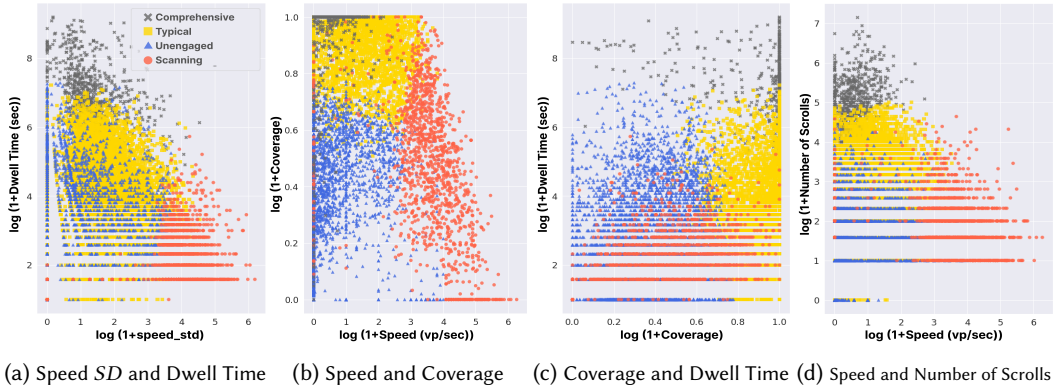 Comprehensive
Typical
Unengaged
Scanning
log (1+Dwell Time (sec))
8
6
4
2
0 1 2 3 4 5 6
log (1+speed_std)
log (1+Coverage)
1.0
0.8
0.6
0.4
0.2
0.0
0 1 2 3 4 5 6
log (1+Speed (vp/sec))
log (1+Dwell Time (sec))
8
6
4
2
0.0 0.2 0.4 0.6 0.8 1.0
log (1+Coverage)
log (1+Number of Scrolls)
7
6
5
4
3
2
1
0
0 1 2 3 4 5 6
log (1+Speed (vp/sec))
(a) Speed SD and Dwell Time (b) Speed and Coverage (c) Coverage and Dwell Time (d) Speed and Number of Scrolls